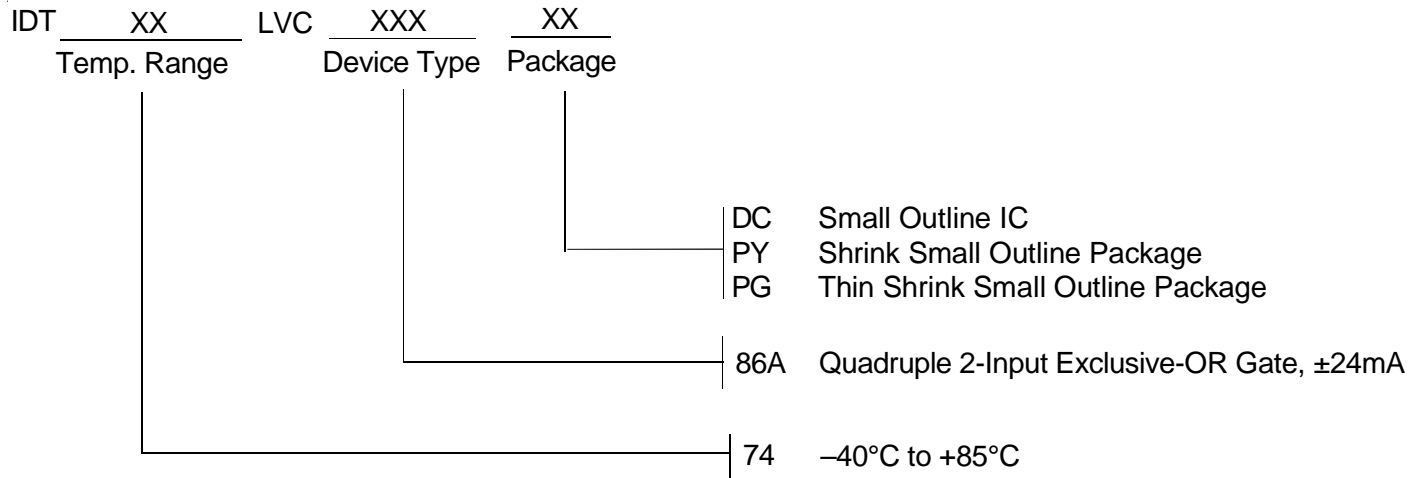 IDT XX LVC XXX XX
Temp. Range Device Type Package
DC Small Outline IC
PY Shrink Small Outline Package
PG Thin Shrink Small Outline Package
86A Quadruple 2-Input Exclusive-OR Gate, ±24mA
74 –40°C to +85°C